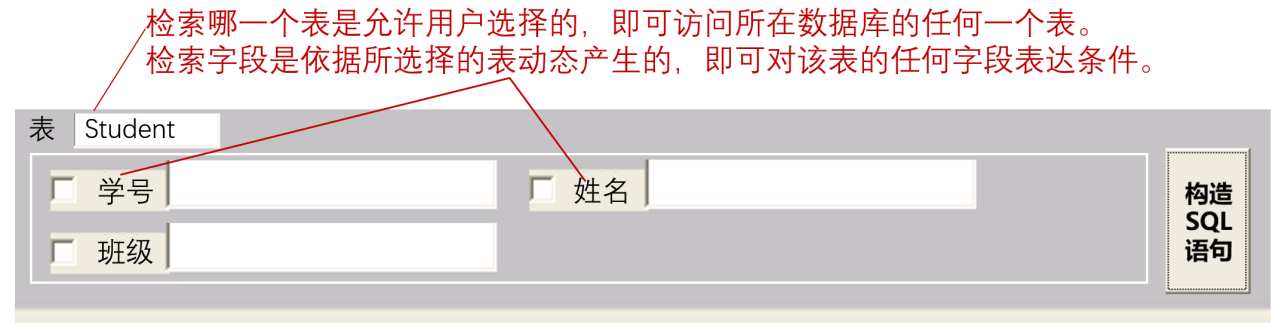 检索哪一个表是允许用户选择的，即可访问所在数据库的任何一个表。
检索字段是依据所选择的表动态产生的，即可对该表的任何字段表达条件。
表 Student
学号 姓名
班级
构造
SQL
语句